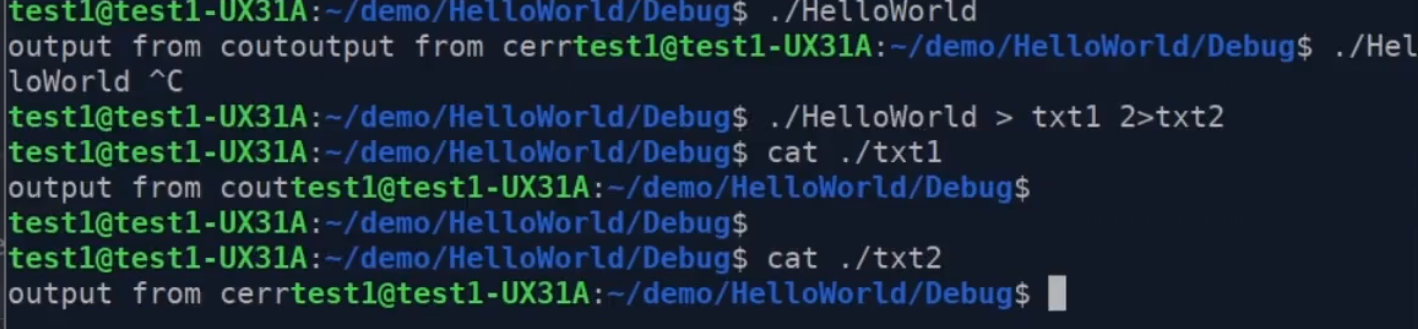 test1@test1-UX31A:~/demo/HelloWorld/Debug$ ./HelloWorld
output from coutoutput from cerrtest1@test1-UX31A:~/demo/HelloWorld/Debug$ ./Hel
loWorld ^C
test1@test1-UX31A:~/demo/HelloWorld/Debug$ ./HelloWorld > txt1 2>txt2
test1@test1-UX31A:~/demo/HelloWorld/Debug$ cat ./txt1
output from couttest1@test1-UX31A:~/demo/HelloWorld/Debug$
test1@test1-UX31A:~/demo/HelloWorld/Debug$
test1@test1-UX31A:~/demo/HelloWorld/Debug$ cat ./txt2
output from cerrtest1@test1-UX31A:~/demo/HelloWorld/Debug$